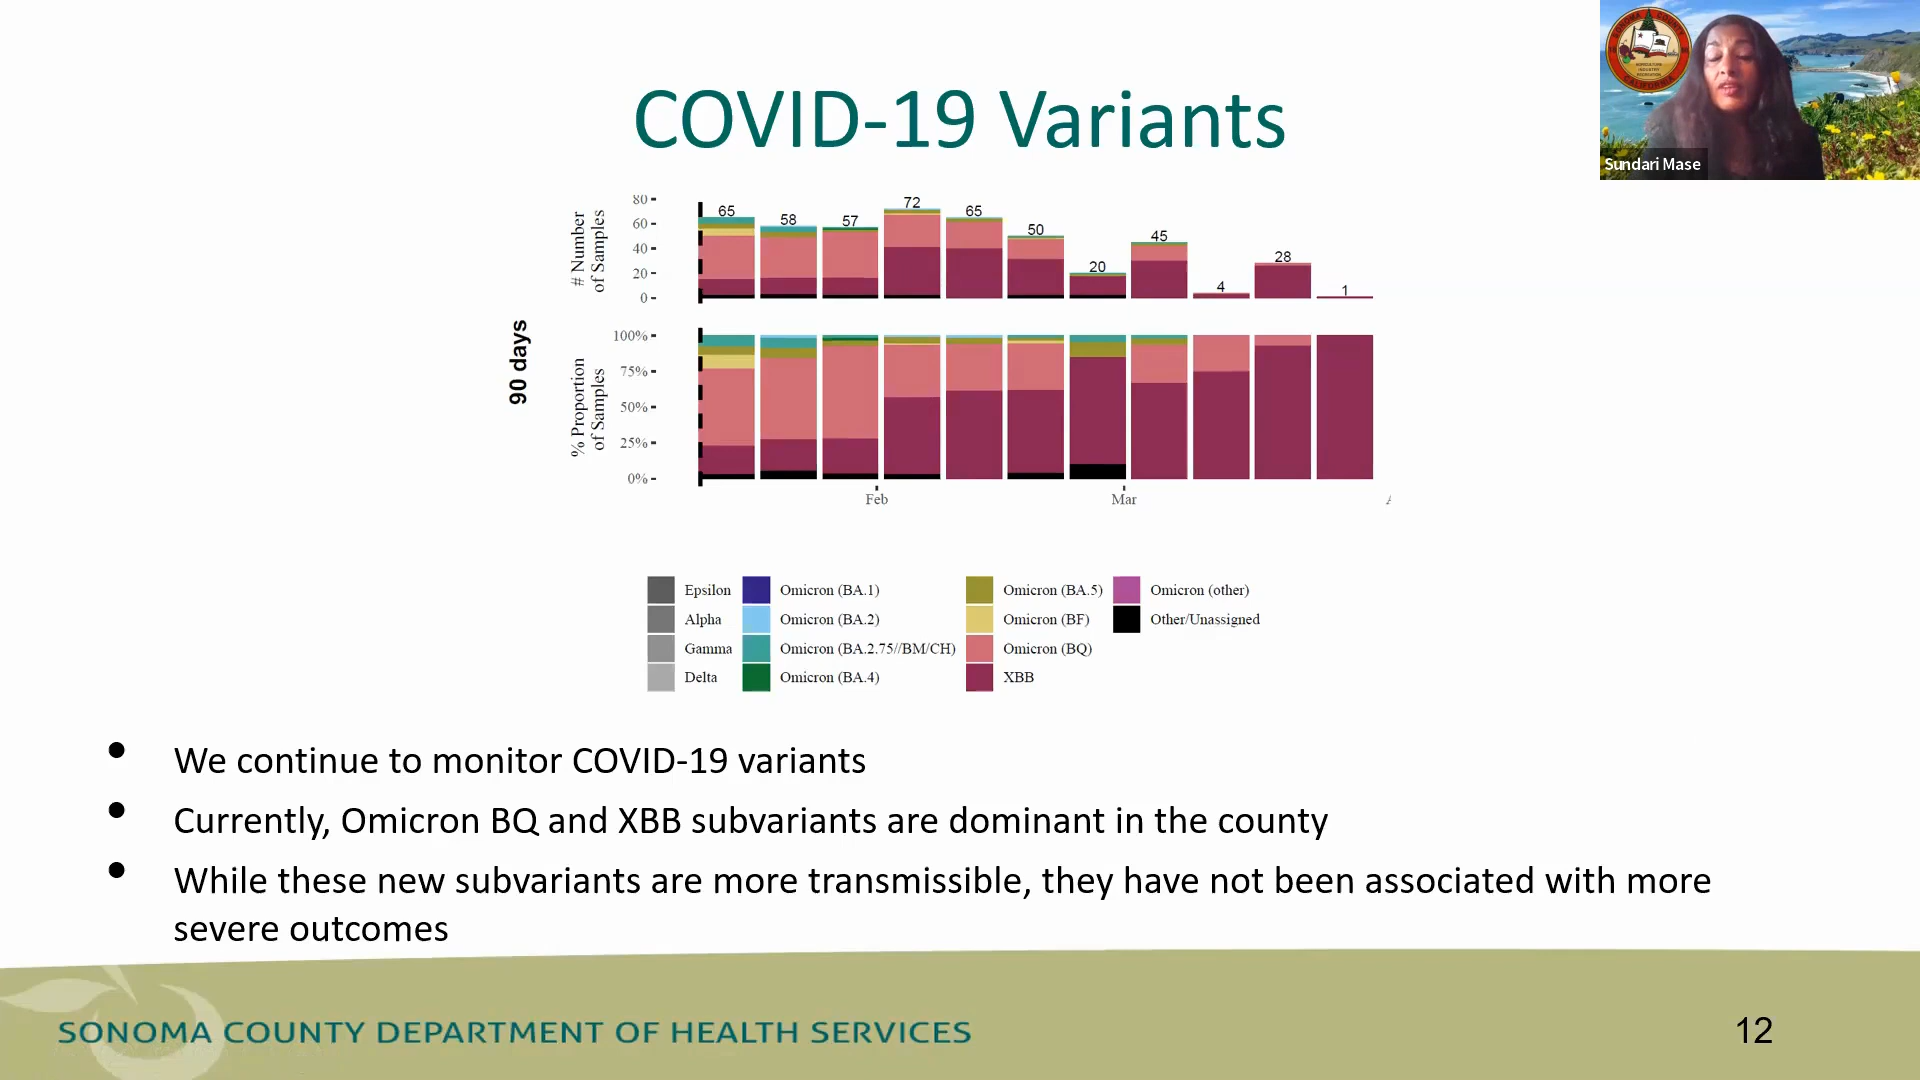 COVID-19 Variants
Sundari Mase
# Number
of Samples
80
60
40
20
0
65
58
57
72
65
50
20
45
4
28
1
90 days
% Proportion
of Samples
100%
75%
50%
25%
0%
Feb
Mar
Epsilon
Alpha
Gamma
Delta
Omicron (BA.1)
Omicron (BA.2)
Omicron (BA.2.75//BM/CH)
Omicron (BA.4)
Omicron (BA.5)
Omicron (BF)
Omicron (BQ)
XBB
Omicron (other)
Other/Unassigned
• We continue to monitor COVID-19 variants
• Currently, Omicron BQ and XBB subvariants are dominant in the county
• While these new subvariants are more transmissible, they have not been associated with more
severe outcomes
SONOMA COUNTY DEPARTMENT OF HEALTH SERVICES
12